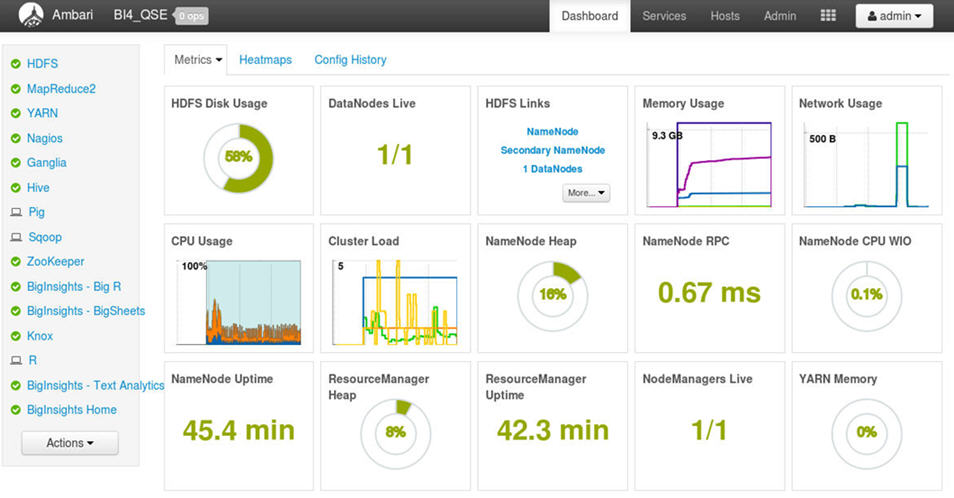 Ambari BI4_QSE 0 ops Dashboard Services Hosts Admin admin
HDFS
MapReduce2
YARN
Nagios
Ganglia
Hive
Pig
Sqoop
ZooKeeper
BigInsights - Big R
BigInsights - BigSheets
Knox
R
BigInsights - Text Analytics
BigInsights Home
Actions
Metrics Heatmaps Config History
HDFS Disk Usage
58%
DataNodes Live
1/1
HDFS Links
NameNode
Secondary NameNode
1 DataNodes
More...
Memory Usage
9.3 GB
Network Usage
500 B
CPU Usage
100%
Cluster Load
5
NameNode Heap
16%
NameNode RPC
0.67 ms
NameNode CPU WIO
0.1%
NameNode Uptime
45.4 min
ResourceManager
Heap
8%
ResourceManager
Uptime
42.3 min
NodeManagers Live
1/1
YARN Memory
0%